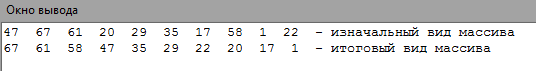 Окно вывода
47 67 61 20 29 35 17 58 1 22 - изначальный вид массива
67 61 58 47 35 29 22 20 17 1 - итоговый вид массива